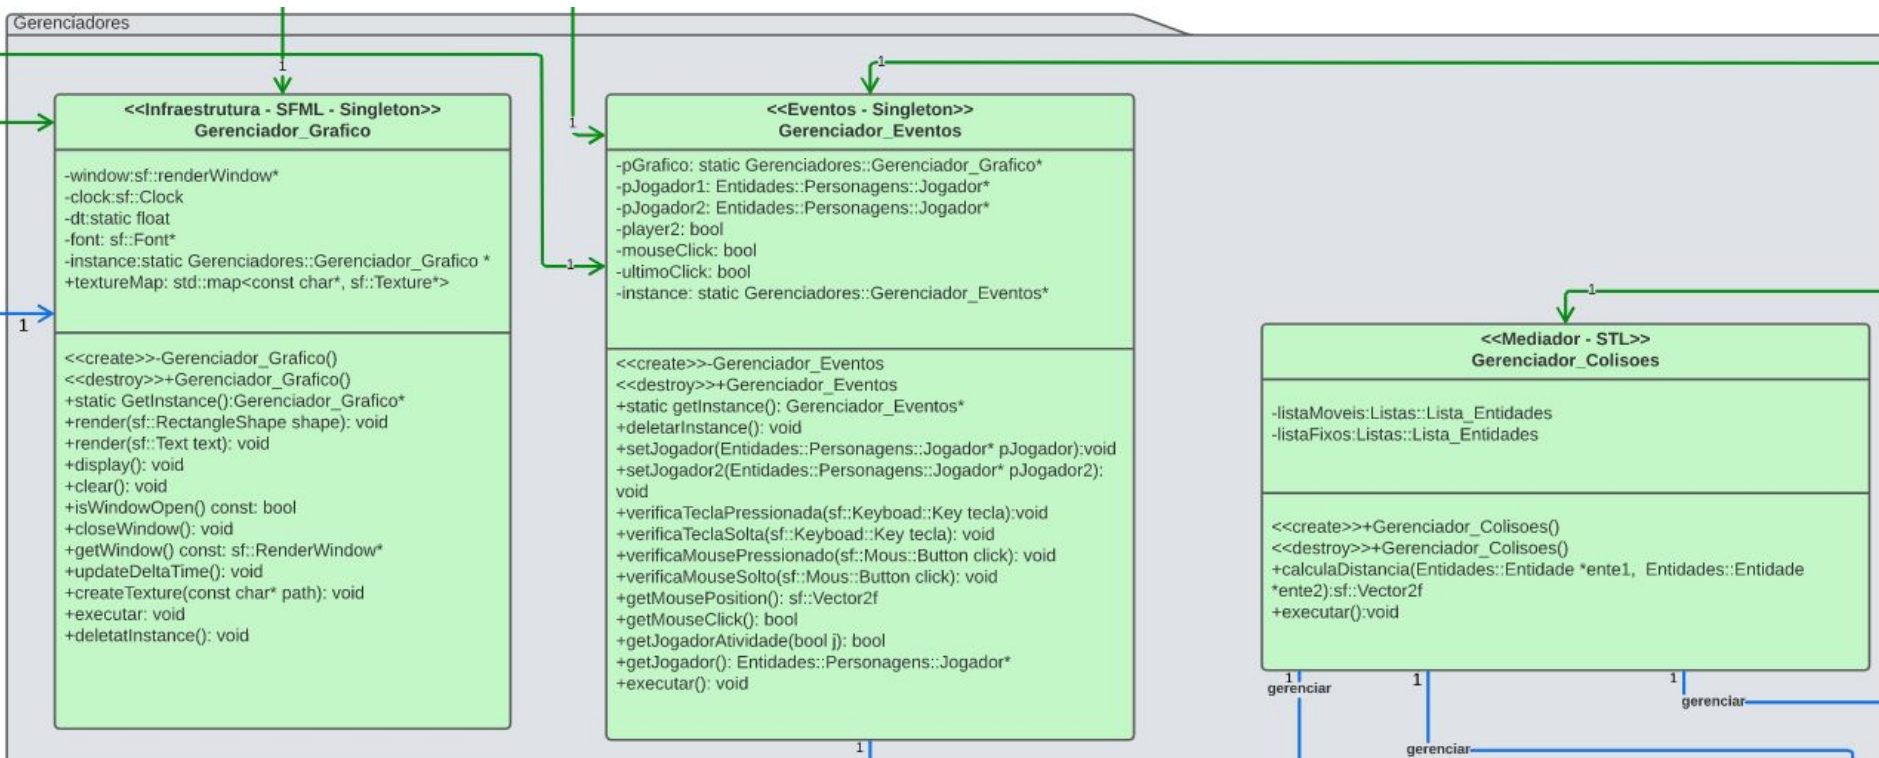 Gerenciadores
1
<<Infraestrutura - SFML - Singleton>>
Gerenciador_Grafico
-window:sf::renderWindow*
-clock:sf::Clock
-dt:static float
-font: sf::Font*
-instance:static Gerenciadores::Gerenciador_Grafico *
+textureMap: std::map<const char*, sf::Texture*>
1
<<create>>-Gerenciador_Grafico()
<<destroy>>+Gerenciador_Grafico()
+static GetInstance():Gerenciador_Grafico*
+render(sf::RectangleShape shape): void
+render(sf::Text text): void
+display(): void
+clear(): void
+isWindowOpen() const: bool
+closeWindow(): void
+getWindow() const: sf::RenderWindow*
+updateDeltaTime(): void
+createTexture(const char* path): void
+executar: void
+deletatInstance(): void
1
1
1
<<Eventos - Singleton>>
Gerenciador_Eventos
-pGrafico: static Gerenciadores::Gerenciador_Grafico*
-pJogador1: Entidades::Personagens::Jogador*
-pJogador2: Entidades::Personagens::Jogador*
-player2: bool
-mouseClick: bool
-ultimoClick: bool
-instance: static Gerenciadores::Gerenciador_Eventos*
<<create>>-Gerenciador_Eventos
<<destroy>>+Gerenciador_Eventos
+static getInstance(): Gerenciador_Eventos*
+deletarInstance(): void
+setJogador(Entidades::Personagens::Jogador* pJogador):void
+setJogador2(Entidades::Personagens::Jogador* pJogador2):
void
+verificaTeclaPressionada(sf::Keyboad::Key tecla):void
+verificaTeclaSolta(sf::Keyboad::Key tecla): void
+verificaMousePressionado(sf::Mous::Button click): void
+verificaMouseSolto(sf::Mous::Button click): void
+getMousePosition(): sf::Vector2f
+getMouseClick(): bool
+getJogadorAtividade(bool j): bool
+getJogador(): Entidades::Personagens::Jogador*
+executar(): void
1
1
<<Mediador - STL>>
Gerenciador_Colisoes
-listaMoveis:Listas::Lista_Entidades
-listaFixos:Listas::Lista_Entidades
<<create>>+Gerenciador_Colisoes()
<<destroy>>+Gerenciador_Colisoes()
+calculaDistancia(Entidades::Entidade *ente1, Entidades::Entidade
*ente2):sf::Vector2f
+executar():void
1
gerenciar
1
gerenciar
1
gerenciar